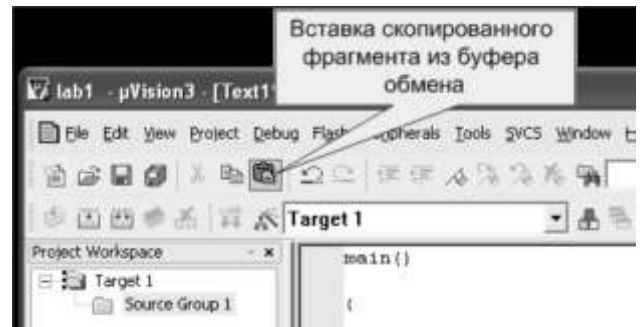 Вставка скопированного
фрагмента из буфера
обмена
lab1 - µVision3 - [Text1
File Edit View Project Debug Flash Peripherals Tools SVCS Window
Target 1
Project Workspace
main()
Target 1
Source Group 1
{